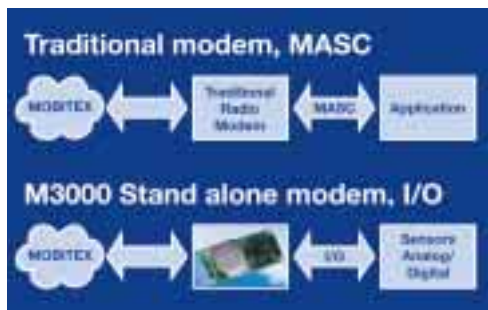 Traditional modem, MASC
MOBITEX
Traditional
Radio
Modem
MASC
Application
M3000 Stand alone modem, I/O
MOBITEX
I/O
Sensors
Analog/
Digital